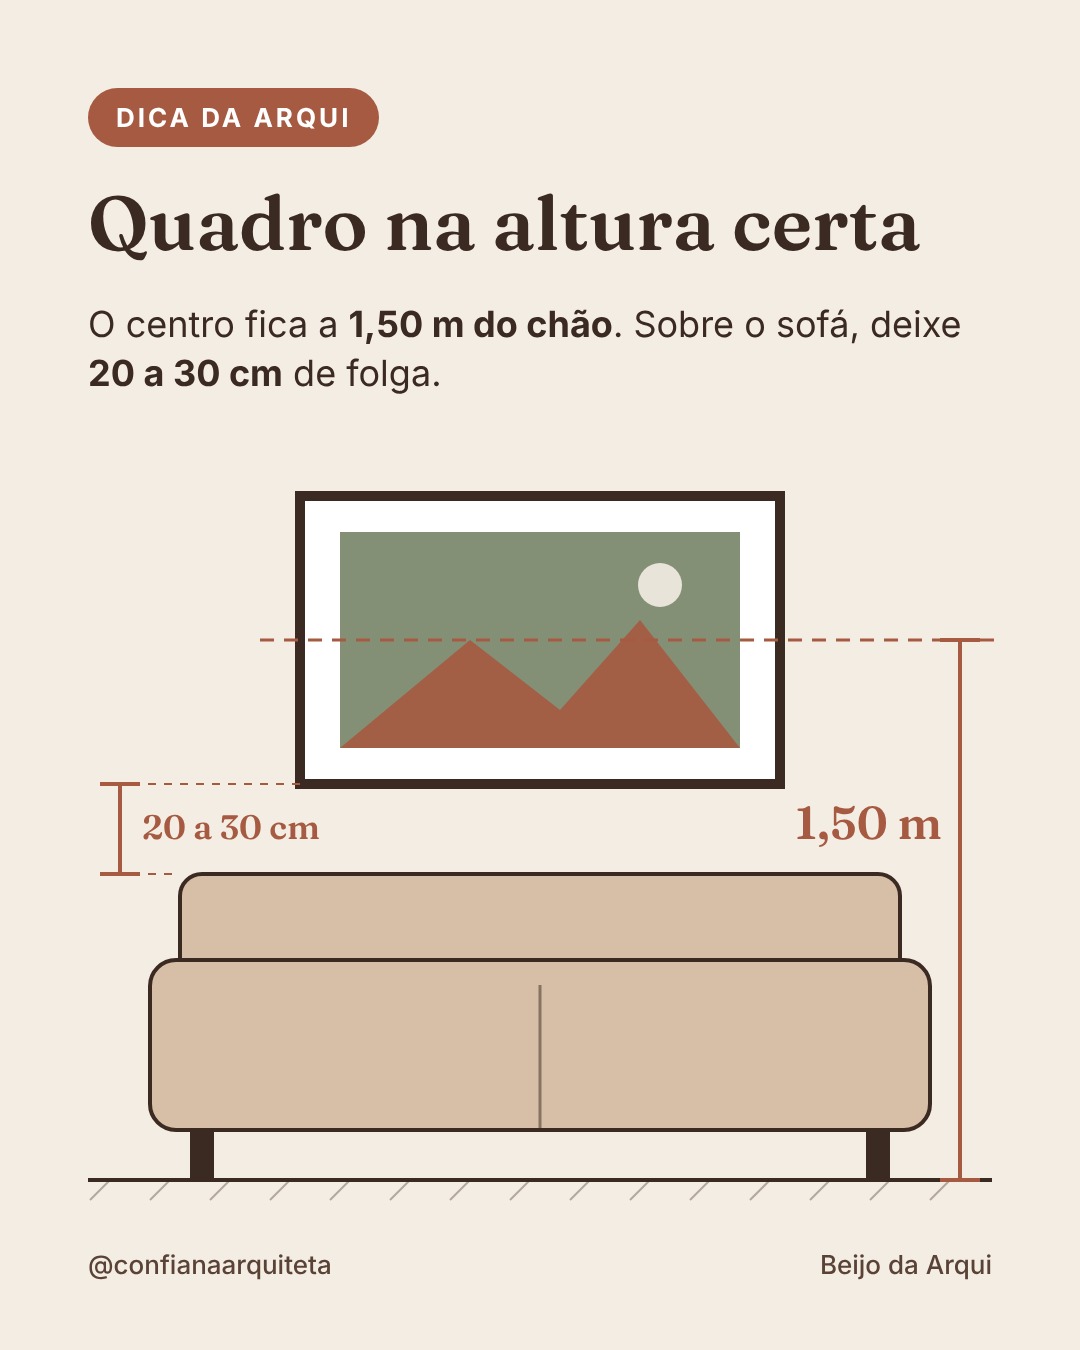 DICA DA ARQUI
Quadro na altura certa
O centro fica a 1,50 m do chão. Sobre o sofá, deixe
20 a 30 cm de folga.
20 a 30 cm
1,50 m
@confianaarquiteta
Beijo da Arqui